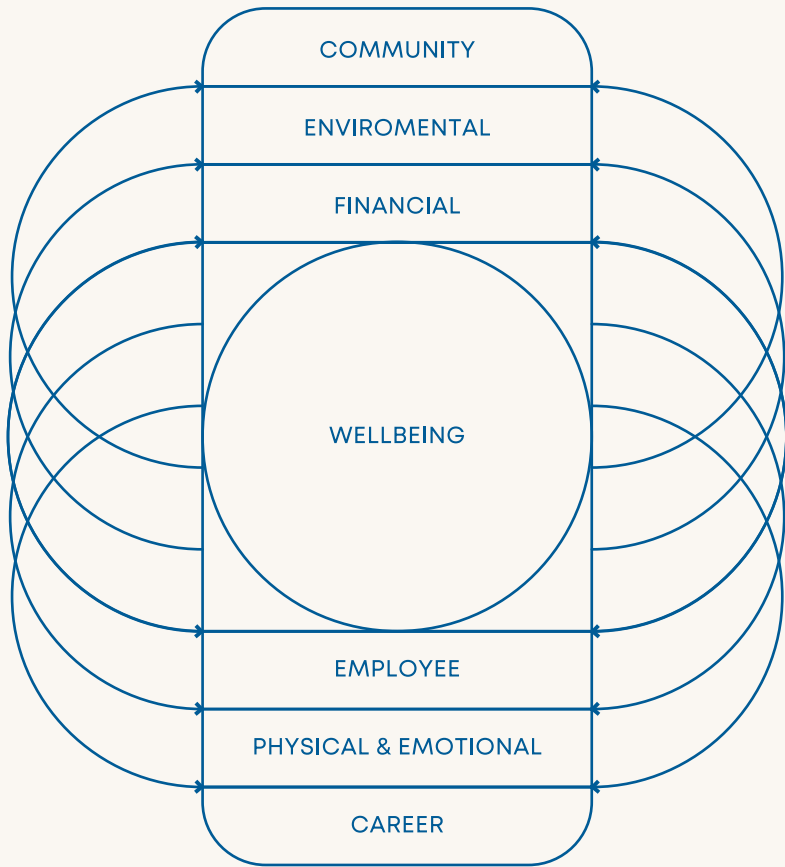 COMMUNITY
ENVIROMENTAL
FINANCIAL
WELLBEING
EMPLOYEE
PHYSICAL & EMOTIONAL
CAREER